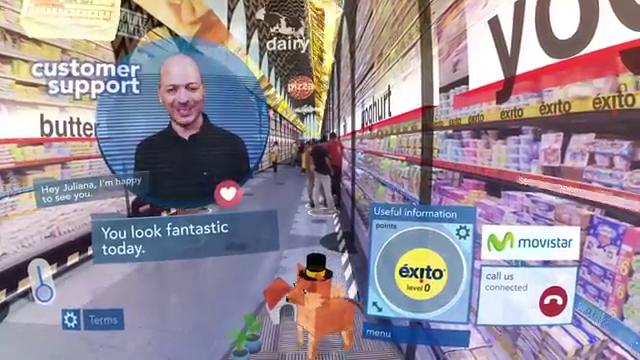 dairy
yog
customer
support
pizza
yoghurt
butter
éxito
éxito
éxito
éxito
Hey Juliana, I'm happy
to see you.
You look fantastic
today.
Useful information
points
éxito
level 0
movistar
call us
connected
Terms
menu